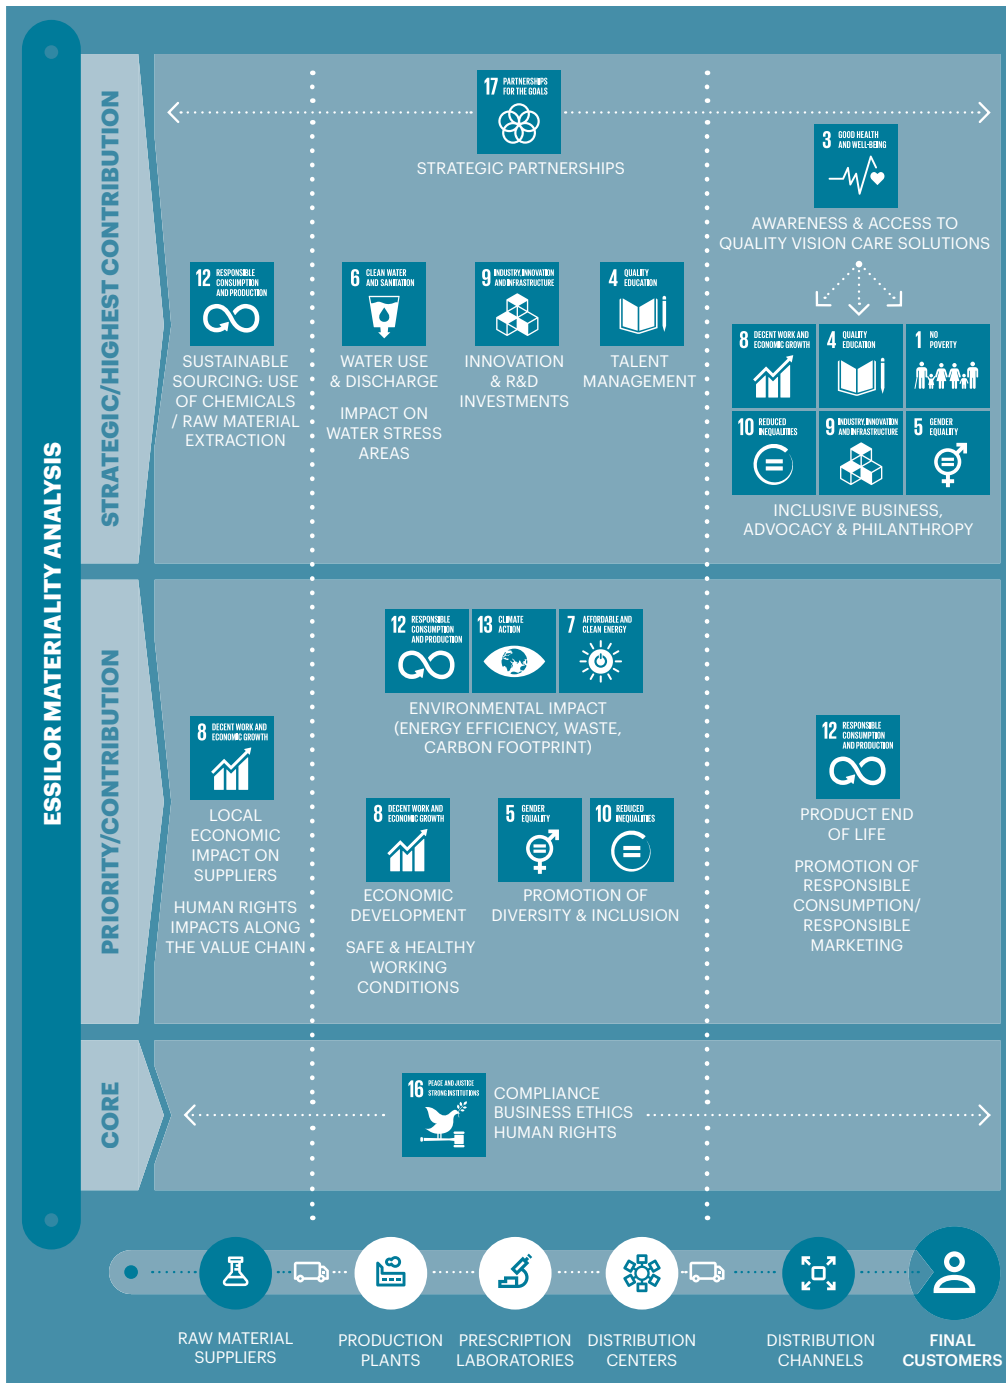 ESSILOR MATERIALITY ANALYSIS
STRATEGIC/HIGHEST CONTRIBUTION
17 PARTNERSHIPS
FOR THE GOALS
STRATEGIC PARTNERSHIPS
3 GOOD HEALTH
AND WELL-BEING
AWARENESS & ACCESS TO
QUALITY VISION CARE SOLUTIONS
12 RESPONSIBLE
CONSUMPTION
AND PRODUCTION
SUSTAINABLE
SOURCING: USE
OF CHEMICALS
/ RAW MATERIAL
EXTRACTION
6 CLEAN WATER
AND SANITATION
WATER USE
& DISCHARGE
IMPACT ON
WATER STRESS
AREAS
9 INDUSTRY, INNOVATION
AND INFRASTRUCTURE
INNOVATION
& R&D
INVESTMENTS
4 QUALITY
EDUCATION
TALENT
MANAGEMENT
8 DECENT WORK AND
ECONOMIC GROWTH
4 QUALITY
EDUCATION
1 NO
POVERTY
10 REDUCED
INEQUALITIES
9 INDUSTRY, INNOVATION
AND INFRASTRUCTURE
5 GENDER
EQUALITY
INCLUSIVE BUSINESS,
ADVOCACY & PHILANTHROPY
PRIORITY/CONTRIBUTION
8 DECENT WORK AND
ECONOMIC GROWTH
LOCAL
ECONOMIC
IMPACT ON
SUPPLIERS
HUMAN RIGHTS
IMPACTS ALONG
THE VALUE CHAIN
12 RESPONSIBLE
CONSUMPTION
AND PRODUCTION
13 CLIMATE
ACTION
7 AFFORDABLE AND
CLEAN ENERGY
ENVIRONMENTAL IMPACT
(ENERGY EFFICIENCY, WASTE,
CARBON FOOTPRINT)
8 DECENT WORK AND
ECONOMIC GROWTH
ECONOMIC
DEVELOPMENT
SAFE & HEALTHY
WORKING
CONDITIONS
5 GENDER
EQUALITY
10 REDUCED
INEQUALITIES
PROMOTION OF
DIVERSITY & INCLUSION
12 RESPONSIBLE
CONSUMPTION
AND PRODUCTION
PRODUCT END
OF LIFE
PROMOTION OF
RESPONSIBLE
CONSUMPTION/
RESPONSIBLE
MARKETING
CORE
16 PEACE AND JUSTICE
STRONG INSTITUTIONS
COMPLIANCE
BUSINESS ETHICS
HUMAN RIGHTS
RAW MATERIAL
SUPPLIERS
PRODUCTION
PLANTS
PRESCRIPTION
LABORATORIES
DISTRIBUTION
CENTERS
DISTRIBUTION
CHANNELS
FINAL
CUSTOMERS